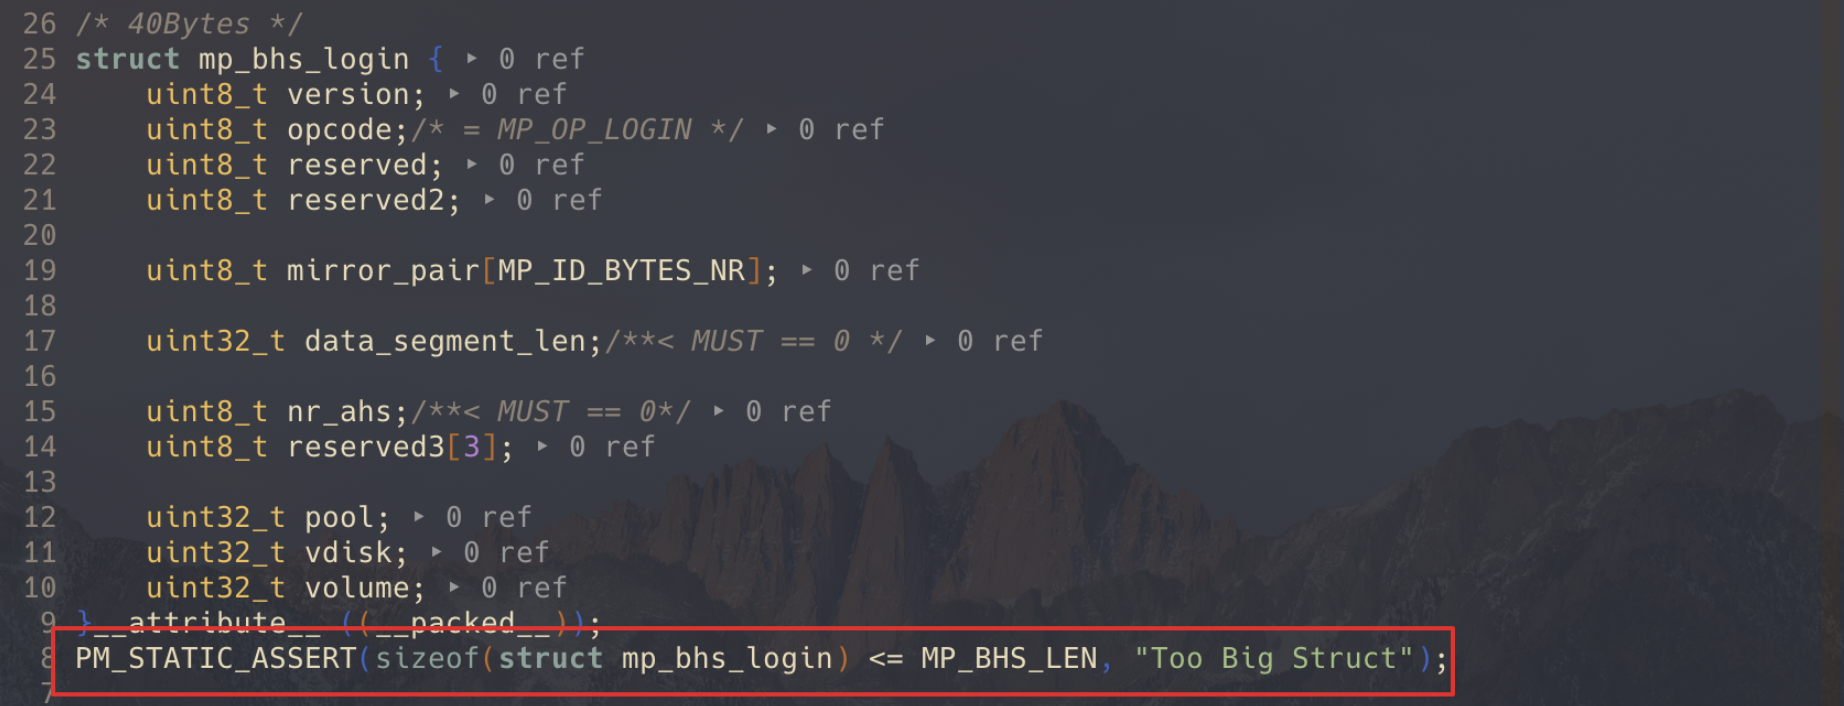 26 /* 40Bytes */
25 struct mp_bhs_login { ‣ 0 ref
24 uint8_t version; ‣ 0 ref
23 uint8_t opcode;/* = MP_OP_LOGIN */ ‣ 0 ref
22 uint8_t reserved; ‣ 0 ref
21 uint8_t reserved2; ‣ 0 ref
20
19 uint8_t mirror_pair[MP_ID_BYTES_NR]; ‣ 0 ref
18
17 uint32_t data_segment_len;/**< MUST == 0 */ ‣ 0 ref
16
15 uint8_t nr_ahs;/**< MUST == 0*/ ‣ 0 ref
14 uint8_t reserved3[3]; ‣ 0 ref
13
12 uint32_t pool; ‣ 0 ref
11 uint32_t vdisk; ‣ 0 ref
10 uint32_t volume; ‣ 0 ref
9 }__attribute__ ((__packed__));
8 PM_STATIC_ASSERT(sizeof(struct mp_bhs_login) <= MP_BHS_LEN, "Too Big Struct");
7